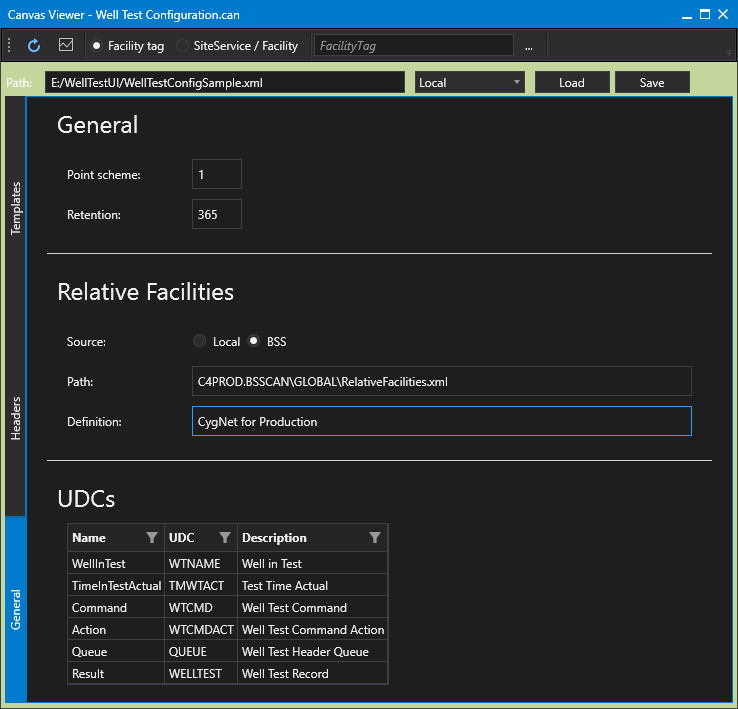 Canvas Viewer - Well Test Configuration.can
Facility tag SiteService / Facility FacilityTag ...
Path: E:/WellTestUI/WellTestConfigSample.xml Local Load Save
Templates
Headers
General
General
Point scheme: 1
Retention: 365
Relative Facilities
Source: Local BSS
Path: C4PROD.BSSCAN\GLOBAL\RelativeFacilities.xml
Definition: CygNet for Production
UDCs
Name UDC Description
WellInTest WTNAME Well in Test
TimeInTestActual TMWTACT Test Time Actual
Command WTCMD Well Test Command
Action WTCMDACT Well Test Command Action
Queue QUEUE Well Test Header Queue
Result WELLTEST Well Test Record